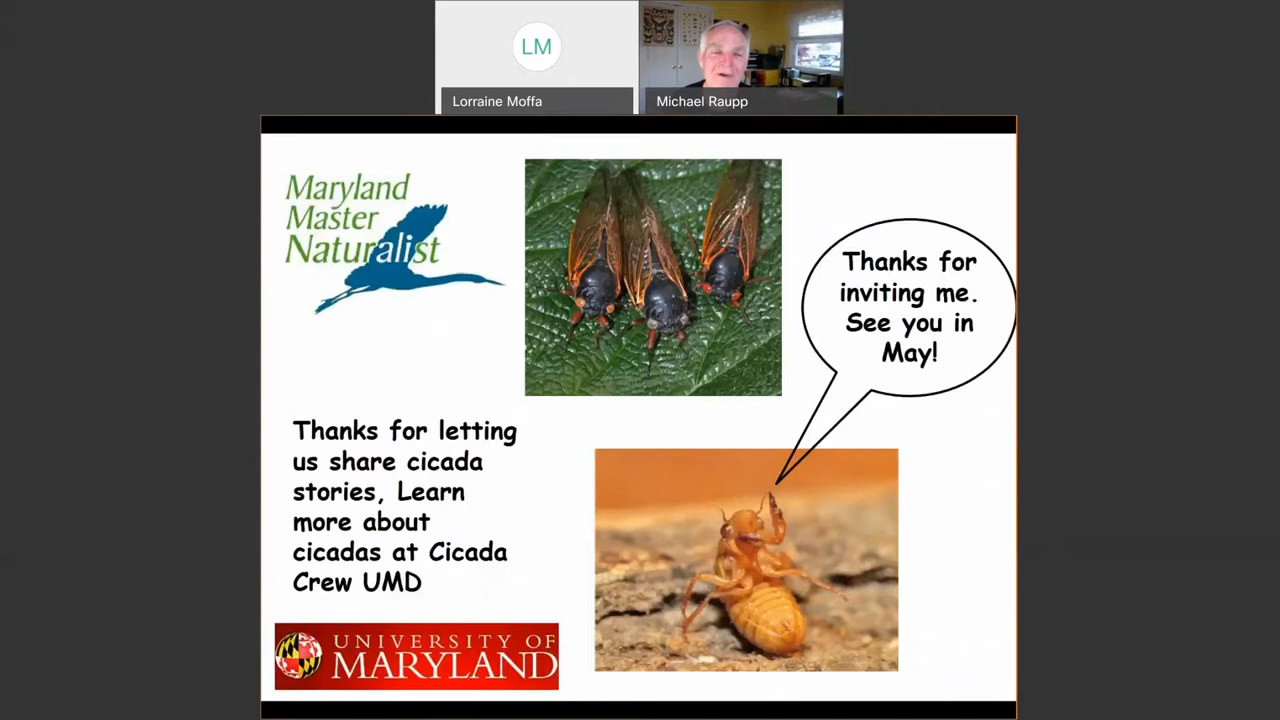 LM
Lorraine Moffa
Michael Raupp
Maryland
Master
Naturalist
Thanks for
inviting me.
See you in
May!
Thanks for letting
us share cicada
stories, Learn
more about
cicadas at Cicada
Crew UMD
UNIVERSITY OF
MARYLAND